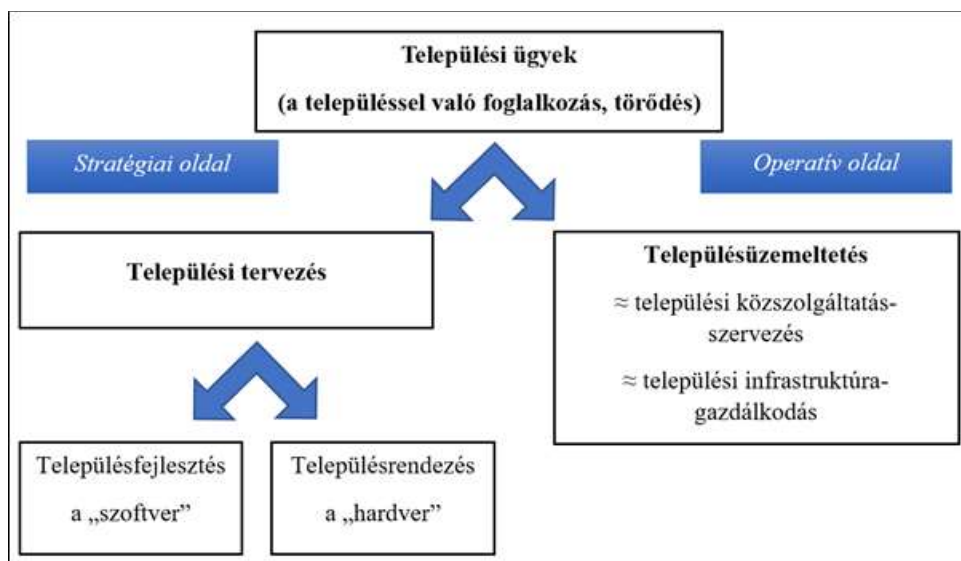 Települési ügyek
(a településsel való foglalkozás, törődés)
Stratégiai oldal
Operatív oldal
Települési tervezés
Településüzemeltetés
≈ települési közszolgáltatás-
szervezés
≈ települési infrastruktúra-
gazdálkodás
Településfejlesztés
a „szoftver”
Településrendezés
a „hardver”